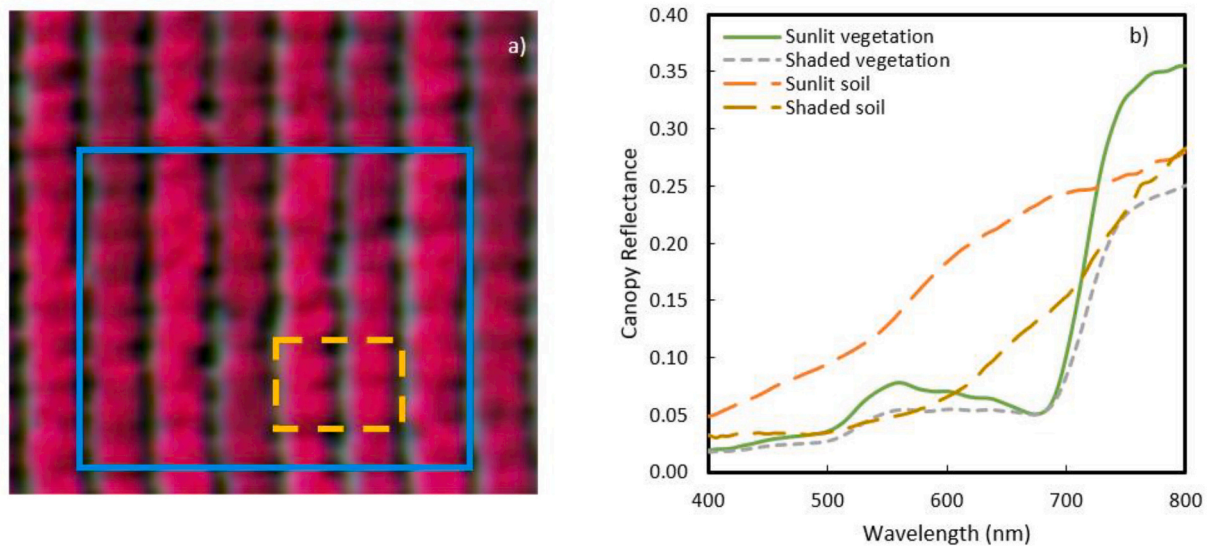 a)
b)
Sunlit vegetation
Shaded vegetation
Sunlit soil
Shaded soil
0.40
0.35
0.30
0.25
0.20
0.15
0.10
0.05
0.00
Canopy Reflectance
400 500 600 700 800
Wavelength (nm)